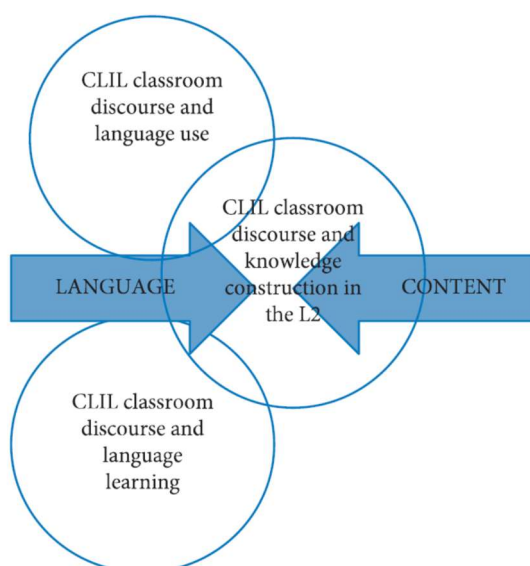 CLIL classroom
discourse and
language use
CLIL classroom
discourse and
knowledge
construction in
the L2
LANGUAGE
CONTENT
CLIL classroom
discourse and
language
learning